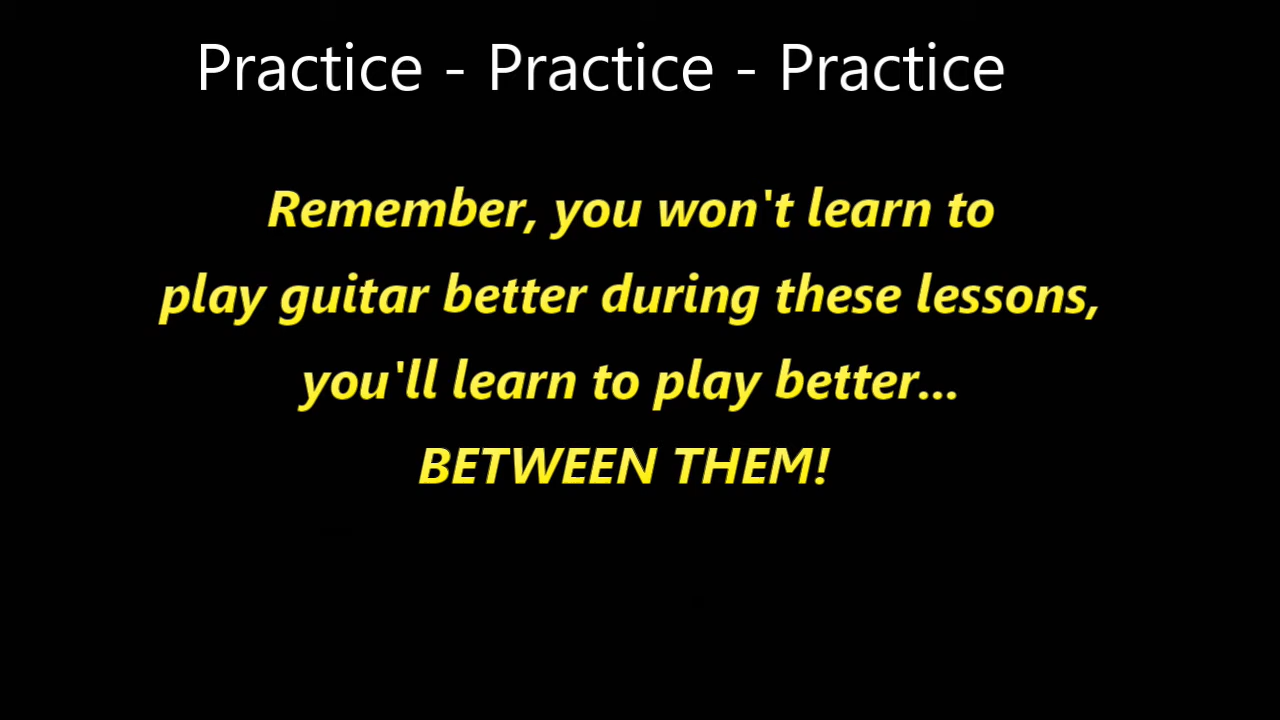 Practice - Practice - Practice
Remember, you won't learn to
play guitar better during these lessons,
you'll learn to play better...
BETWEEN THEM!